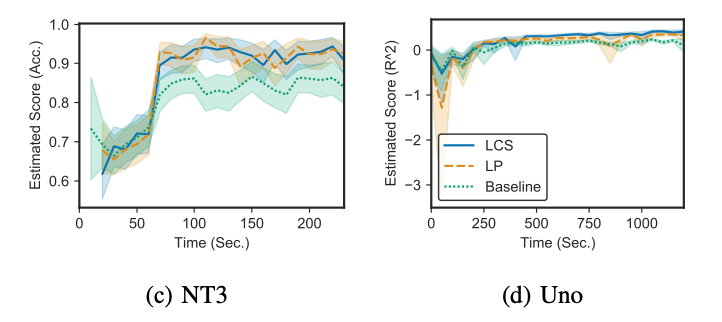 Estimated Score (Acc.)
1.0
0.9
0.8
0.7
0.6
0
50
100
150
200
Time (Sec.)
(c) NT3
Estimated Score (R^2)
0
−1
−2
−3
LCS
LP
Baseline
0
250
500
750
1000
Time (Sec.)
(d) Uno